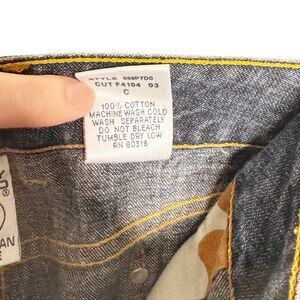 STYLE 699P7D0
CUT F4104 03
C
100% COTTON
MACHINE WASH COLD
WASH SEPARATELY
DO NOT BLEACH
TUMBLE DRY LOW
RN 80318